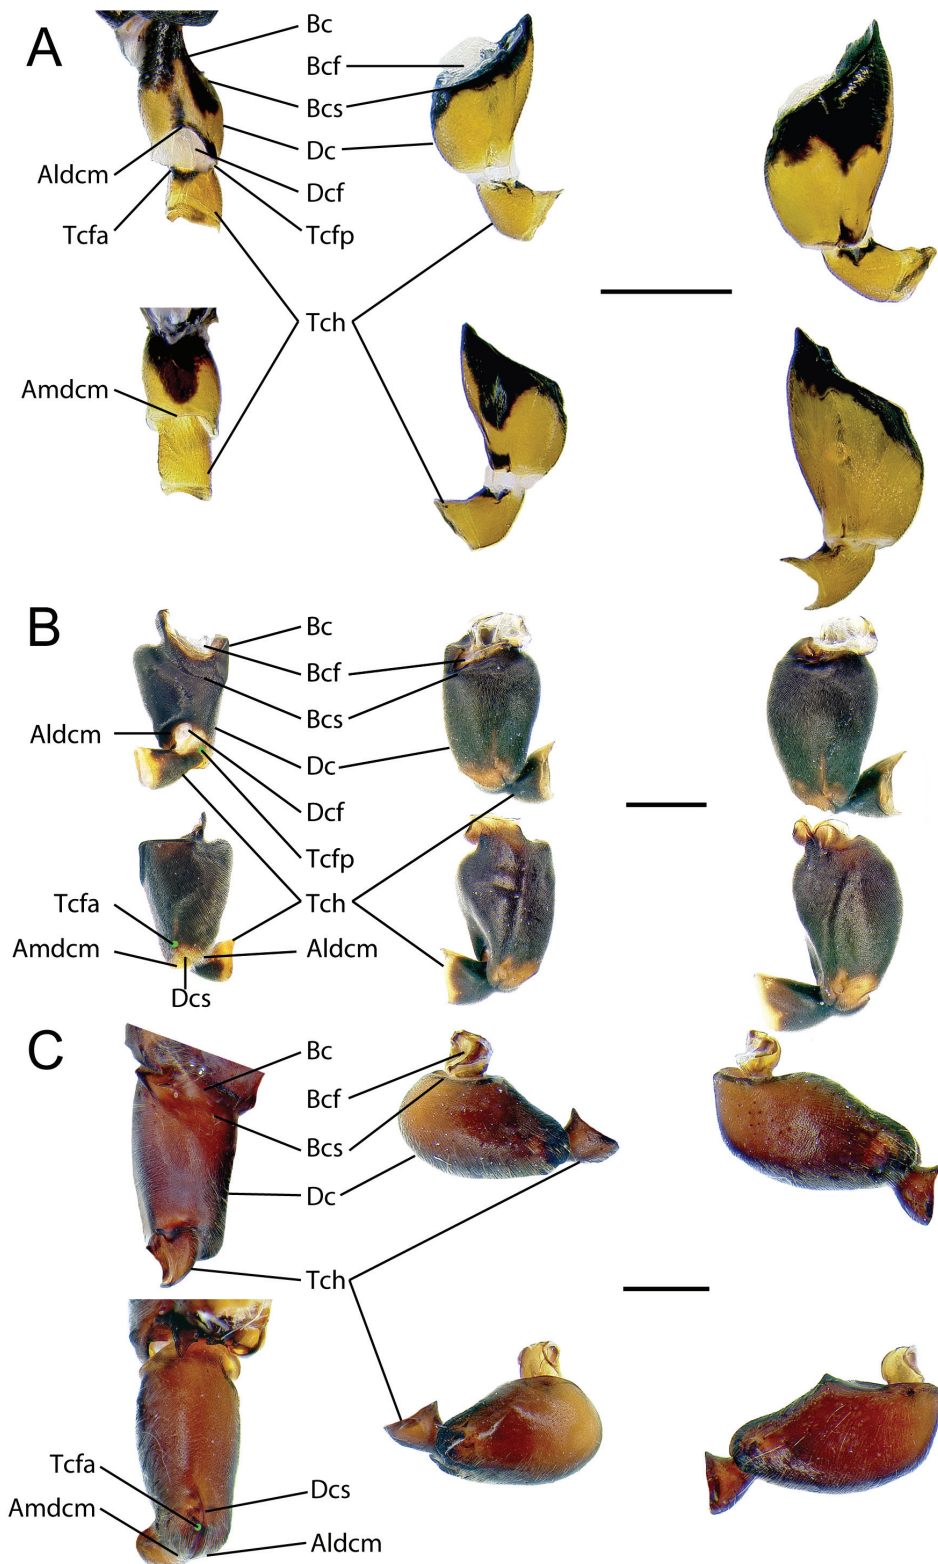 A
Bc
Bcf
Bcs
Dc
Aldcm
Dcf
Tcfa
Tcfp
Tch
Amdcm
B
Bc
Bcf
Bcs
Aldcm
Dc
Dcf
Tcfp
Tcfa
Tch
Amdcm
Aldcm
Dcs
C
Bc
Bcf
Bcs
Dc
Tch
Tcfa
Dcs
Amdcm
Aldcm